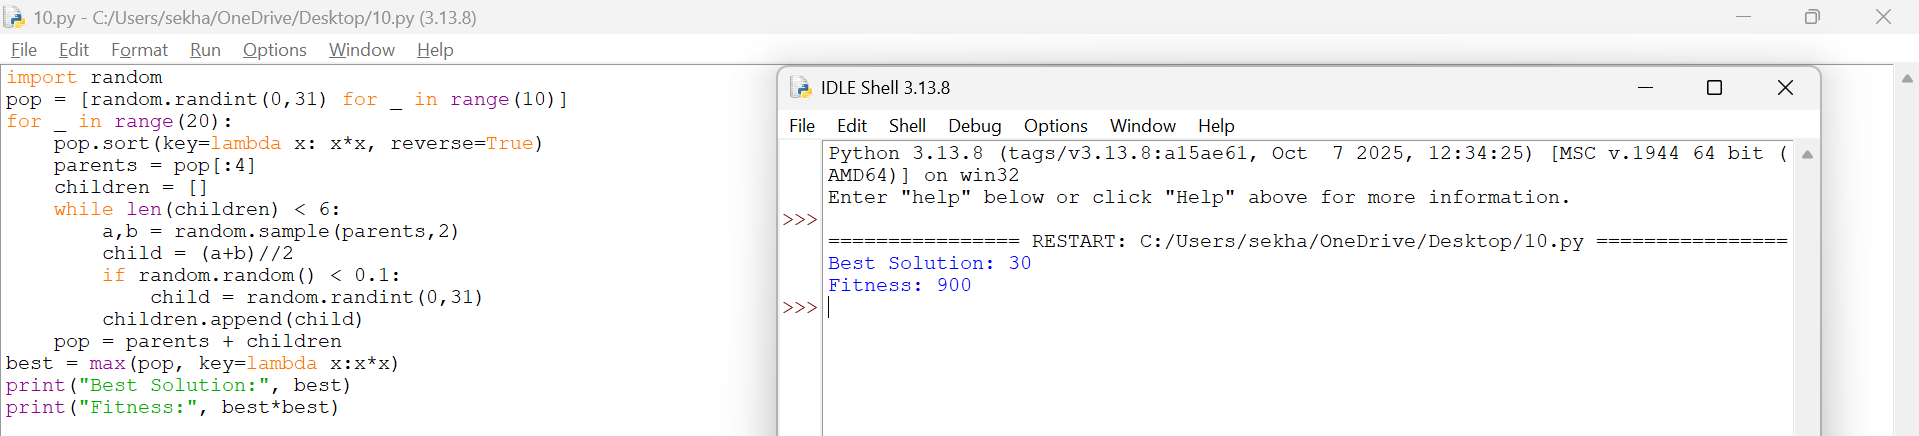 10.py - C:/Users/sekha/OneDrive/Desktop/10.py (3.13.8)
File Edit Format Run Options Window Help
import random
pop = [random.randint(0,31) for _ in range(10)]
for _ in range(20):
    pop.sort(key=lambda x: x*x, reverse=True)
    parents = pop[:4]
    children = []
    while len(children) < 6:
        a,b = random.sample(parents,2)
        child = (a+b)//2
        if random.random() < 0.1:
            child = random.randint(0,31)
        children.append(child)
    pop = parents + children
best = max(pop, key=lambda x:x*x)
print("Best Solution:", best)
print("Fitness:", best*best)
IDLE Shell 3.13.8
File Edit Shell Debug Options Window Help
Python 3.13.8 (tags/v3.13.8:a15ae61, Oct  7 2025, 12:34:25) [MSC v.1944 64 bit (
AMD64)] on win32
Enter "help" below or click "Help" above for more information.
>>>
================ RESTART: C:/Users/sekha/OneDrive/Desktop/10.py ================
Best Solution: 30
Fitness: 900
>>>